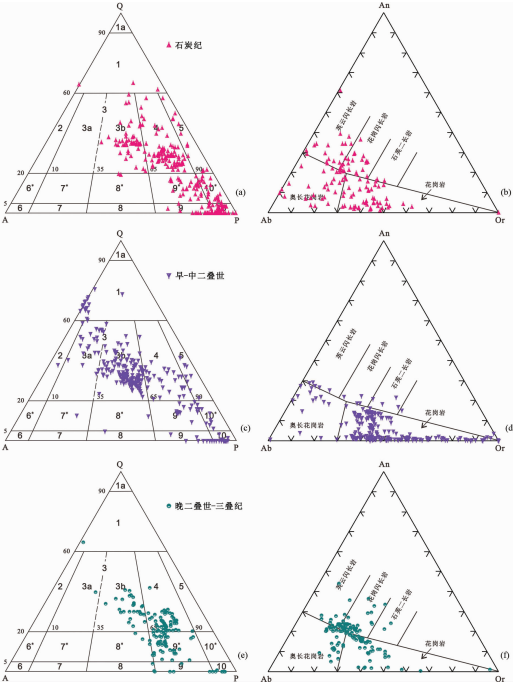 Q
90
1a
1
石炭纪
60
3
2
3a
3b
4
5
20
10
35
90
6*
7*
8*
5
6
7
8
9
10
A
P
(a)
An
英云闪长岩
花岗闪长岩
石英二长岩
花岗岩
奥长花岗岩
Ab
Or
(b)
Q
90
1a
1
早-中二叠世
60
3
2
3a
3b
4
5
20
10
35
90
6*
7*
8*
5
6
7
8
9
10
A
P
(c)
An
英云闪长岩
花岗闪长岩
石英二长岩
花岗岩
奥长花岗岩
Ab
Or
(d)
Q
90
1a
1
晚二叠世-三叠纪
60
3
2
3a
3b
4
5
20
10
35
90
6*
7*
8*
10*
5
6
7
8
9
10
A
P
(e)
An
英云闪长岩
花岗闪长岩
石英二长岩
花岗岩
奥长花岗岩
Ab
Or
(f)